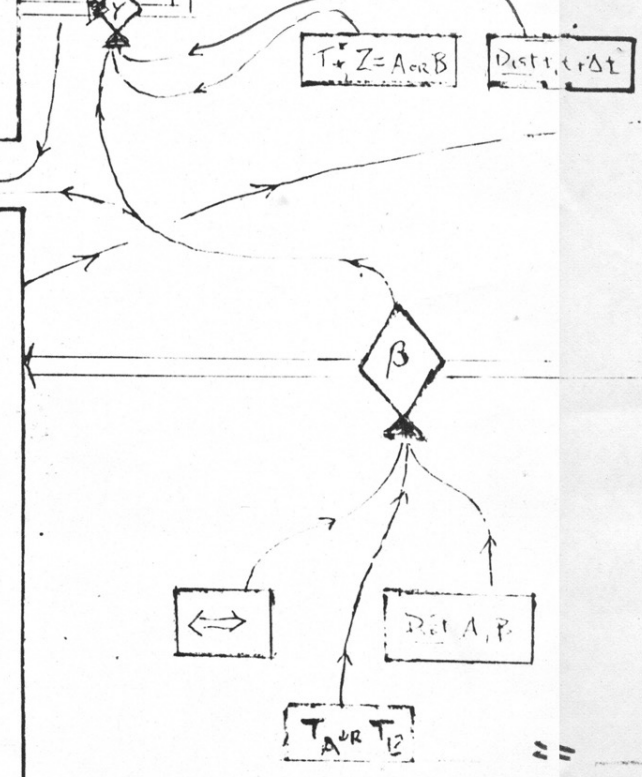 γ
T+ Z=A or B
Dist t, t+Δt
β
⇔
Dist A, B
T_A or T_B